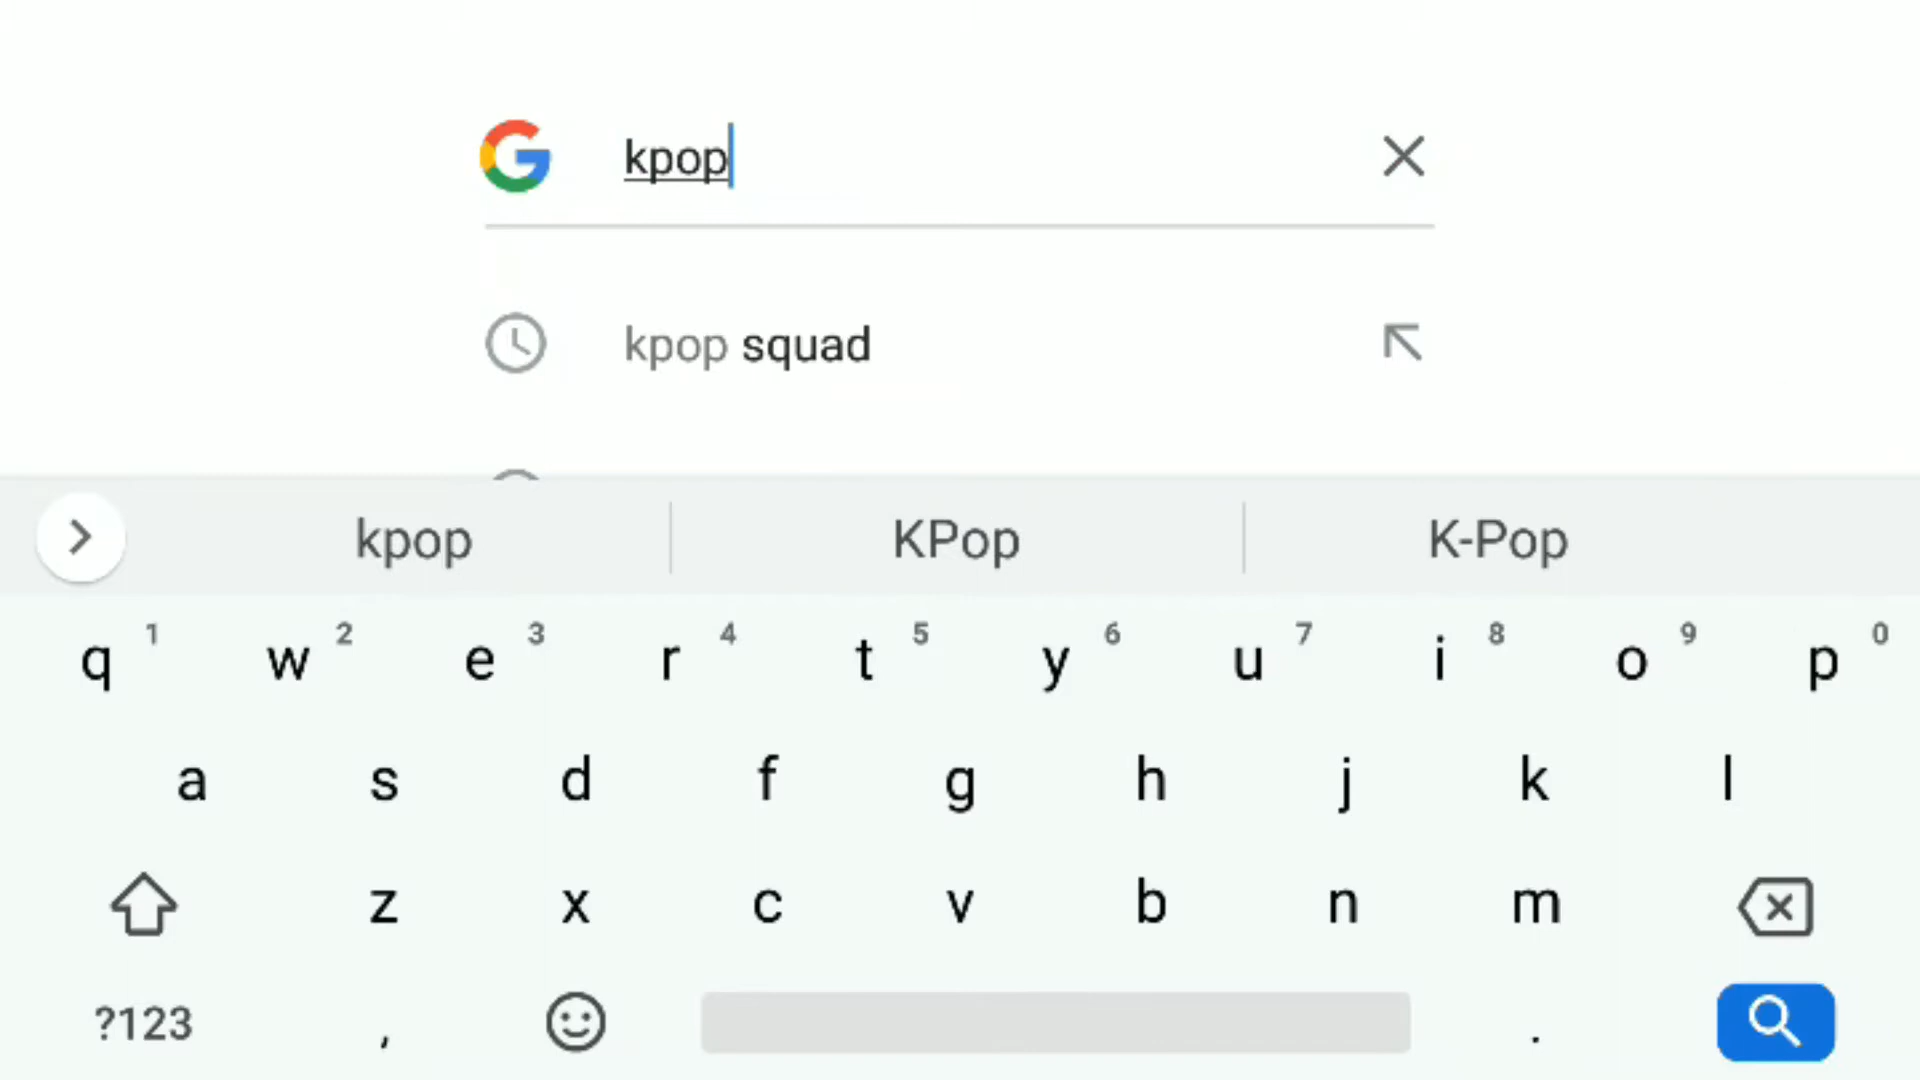 kpop
kpop squad
kpop KPop K-Pop
q 1 w 2 e 3 r 4 t 5 y 6 u 7 i 8 o 9 p 0
a s d f g h j k l
z x c v b n m
?123 , .